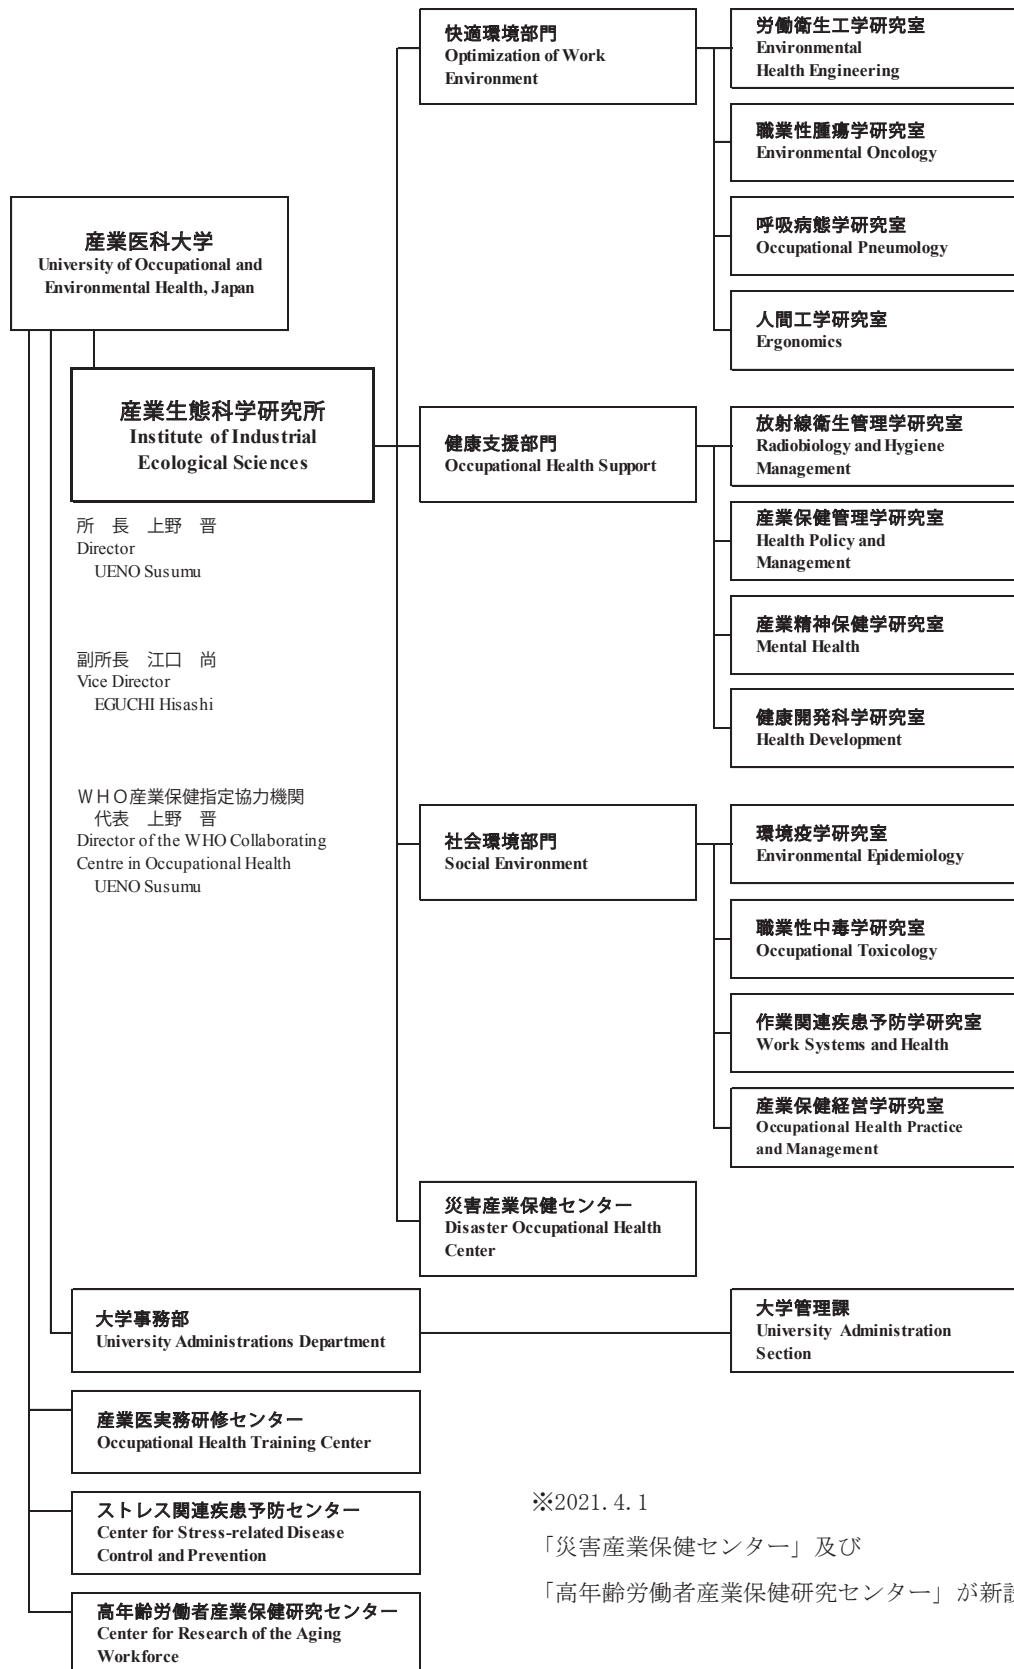 産業医科大学
University of Occupational and
Environmental Health, Japan
産業生態科学研究所
Institute of Industrial
Ecological Sciences
所　長　上野　晋
Director
UENO Susumu
副所長　江口　尚
Vice Director
EGUCHI Hisashi
ＷＨＯ産業保健指定協力機関
代表　上野　晋
Director of the WHO Collaborating
Centre in Occupational Health
UENO Susumu
快適環境部門
Optimization of Work
Environment
労働衛生工学研究室
Environmental
Health Engineering
職業性腫瘍学研究室
Environmental Oncology
呼吸病態学研究室
Occupational Pneumology
人間工学研究室
Ergonomics
健康支援部門
Occupational Health Support
放射線衛生管理学研究室
Radiobiology and Hygiene
Management
産業保健管理学研究室
Health Policy and
Management
産業精神保健学研究室
Mental Health
健康開発科学研究室
Health Development
社会環境部門
Social Environment
環境疫学研究室
Environmental Epidemiology
職業性中毒学研究室
Occupational Toxicology
作業関連疾患予防学研究室
Work Systems and Health
産業保健経営学研究室
Occupational Health Practice
and Management
災害産業保健センター
Disaster Occupational Health
Center
大学事務部
University Administrations Department
大学管理課
University Administration
Section
産業医実務研修センター
Occupational Health Training Center
ストレス関連疾患予防センター
Center for Stress-related Disease
Control and Prevention
高年齢労働者産業保健研究センター
Center for Research of the Aging
Workforce
※2021.4.1
「災害産業保健センター」及び
「高年齢労働者産業保健研究センター」が新設